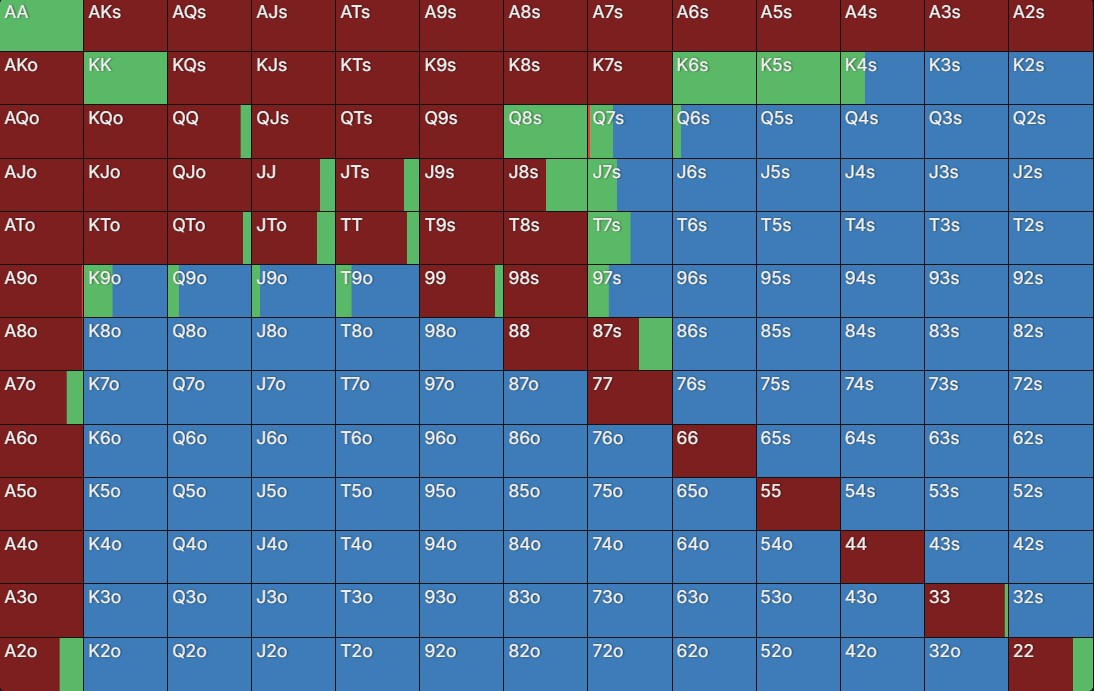 AA AKs AQs AJs ATs A9s A8s A7s A6s A5s A4s A3s A2s
AKo KK KQs KJs KTs K9s K8s K7s K6s K5s K4s K3s K2s
AQo KQo QQ QJs QTs Q9s Q8s Q7s Q6s Q5s Q4s Q3s Q2s
AJo KJo QJo JJ JTs J9s J8s J7s J6s J5s J4s J3s J2s
ATo KTo QTo JTo TT T9s T8s T7s T6s T5s T4s T3s T2s
A9o K9o Q9o J9o T9o 99 98s 97s 96s 95s 94s 93s 92s
A8o K8o Q8o J8o T8o 98o 88 87s 86s 85s 84s 83s 82s
A7o K7o Q7o J7o T7o 97o 87o 77 76s 75s 74s 73s 72s
A6o K6o Q6o J6o T6o 96o 86o 76o 66 65s 64s 63s 62s
A5o K5o Q5o J5o T5o 95o 85o 75o 65o 55 54s 53s 52s
A4o K4o Q4o J4o T4o 94o 84o 74o 64o 54o 44 43s 42s
A3o K3o Q3o J3o T3o 93o 83o 73o 63o 53o 43o 33 32s
A2o K2o Q2o J2o T2o 92o 82o 72o 62o 52o 42o 32o 22